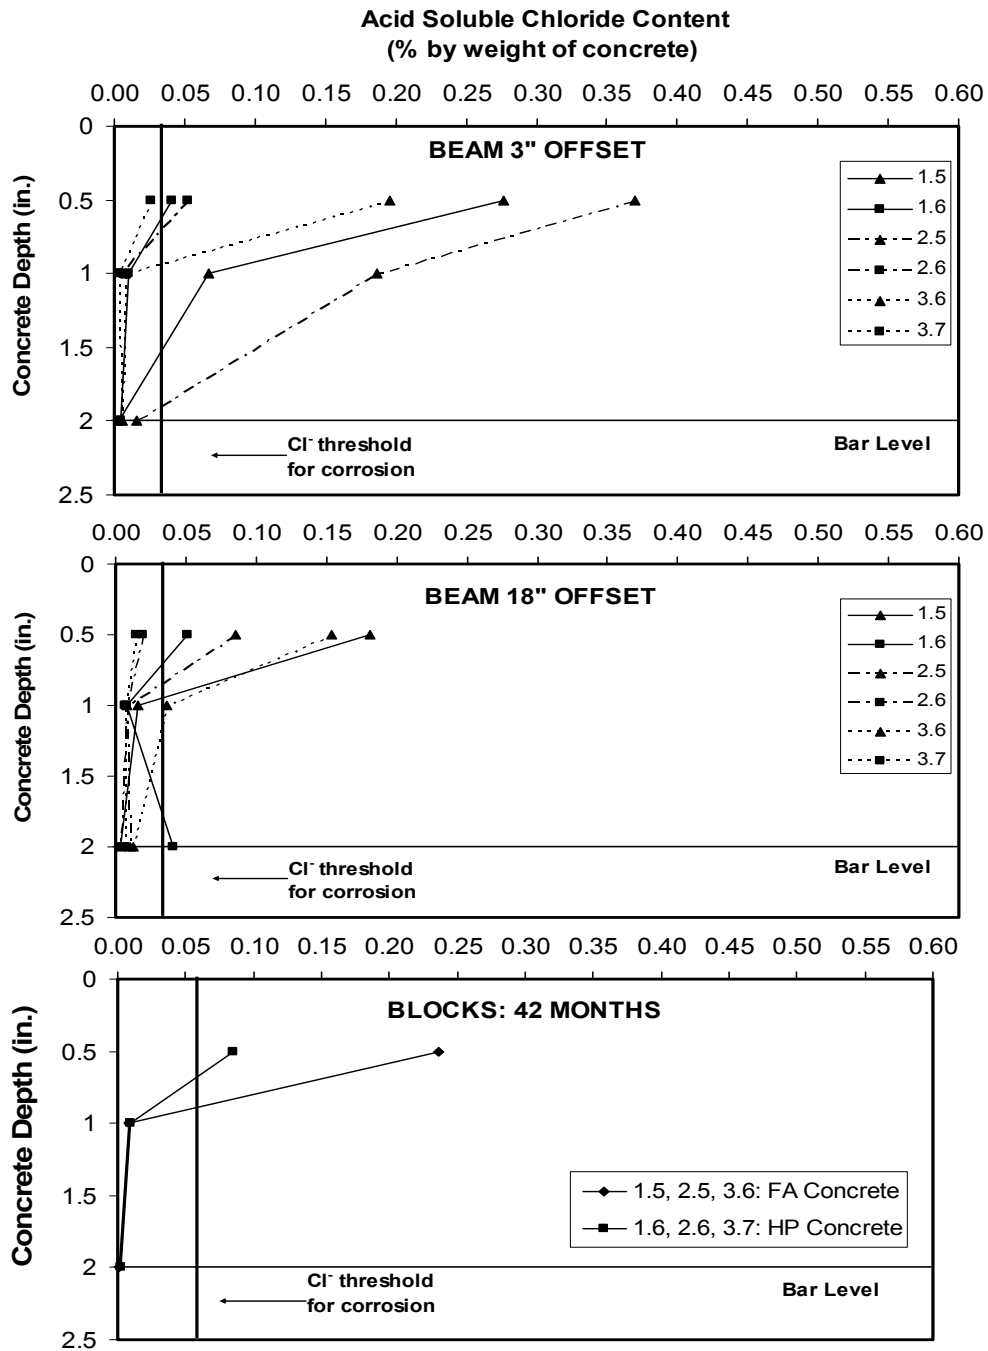 Acid Soluble Chloride Content
(% by weight of concrete)
0.00 0.05 0.10 0.15 0.20 0.25 0.30 0.35 0.40 0.45 0.50 0.55 0.60
0
0.5
1
1.5
2
2.5
Concrete Depth (in.)
BEAM 3" OFFSET
1.5
1.6
2.5
2.6
3.6
3.7
Cl- threshold
for corrosion
Bar Level
0.00 0.05 0.10 0.15 0.20 0.25 0.30 0.35 0.40 0.45 0.50 0.55 0.60
0
0.5
1
1.5
2
2.5
Concrete Depth (in.)
BEAM 18" OFFSET
1.5
1.6
2.5
2.6
3.6
3.7
Cl- threshold
for corrosion
Bar Level
0.00 0.05 0.10 0.15 0.20 0.25 0.30 0.35 0.40 0.45 0.50 0.55 0.60
0
0.5
1
1.5
2
2.5
Concrete Depth (in.)
BLOCKS: 42 MONTHS
1.5, 2.5, 3.6: FA Concrete
1.6, 2.6, 3.7: HP Concrete
Cl- threshold
for corrosion
Bar Level